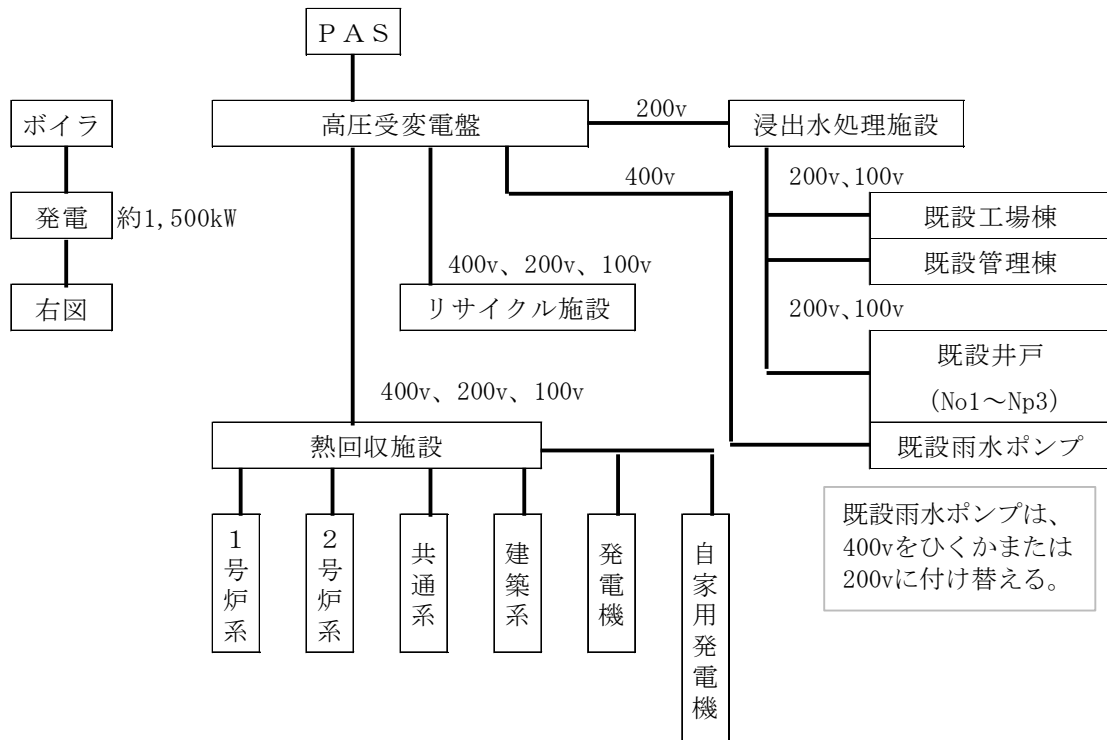 ＰＡＳ
ボイラ
高圧受変電盤
200v
浸出水処理施設
400v
200v、100v
発電
約1,500kW
既設工場棟
既設管理棟
400v、200v、100v
右図
リサイクル施設
200v、100v
既設井戸
(No1～Np3)
400v、200v、100v
熱回収施設
既設雨水ポンプ
１号炉系
２号炉系
共通系
建築系
発電機
自家用発電機
既設雨水ポンプは、
400vをひくかまたは
200vに付け替える。